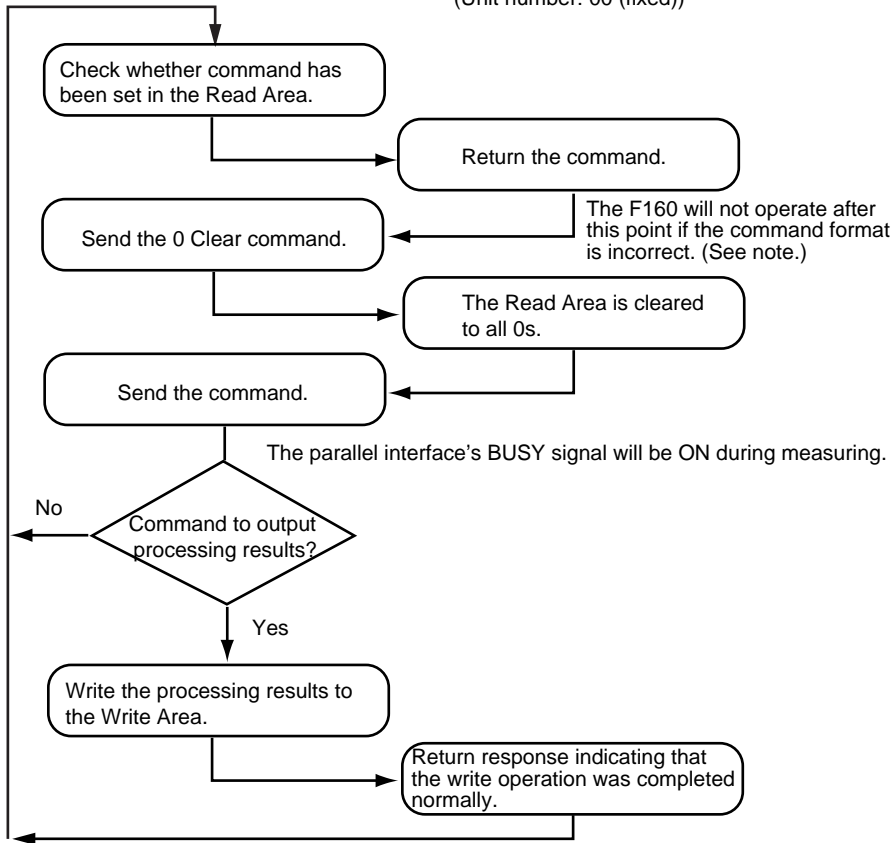 (Unit number: 00 (fixed))
Check whether command has
been set in the Read Area.
Return the command.
The F160 will not operate after
this point if the command format
is incorrect. (See note.)
Send the 0 Clear command.
The Read Area is cleared
to all 0s.
Send the command.
The parallel interface's BUSY signal will be ON during measuring.
No
Command to output
processing results?
Yes
Write the processing results to
the Write Area.
Return response indicating that
the write operation was completed
normally.